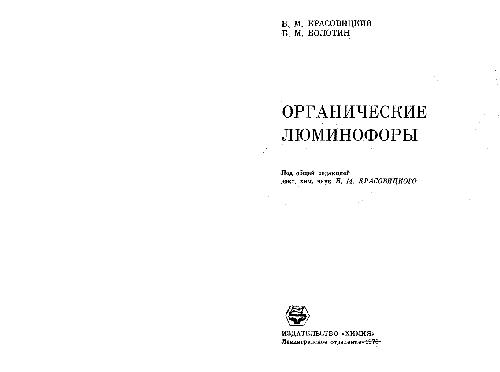 Б. М. КРАСОВИЦКИЙ
Б. М. БОЛОТИН
ОРГАНИЧЕСКИЕ
ЛЮМИНОФОРЫ
Под общей редакцией
докт. хим. наук Б. М. КРАСОВИЦКОГО
ИЗДАТЕЛЬСТВО «ХИМИЯ»
Ленинградское отделение 1976